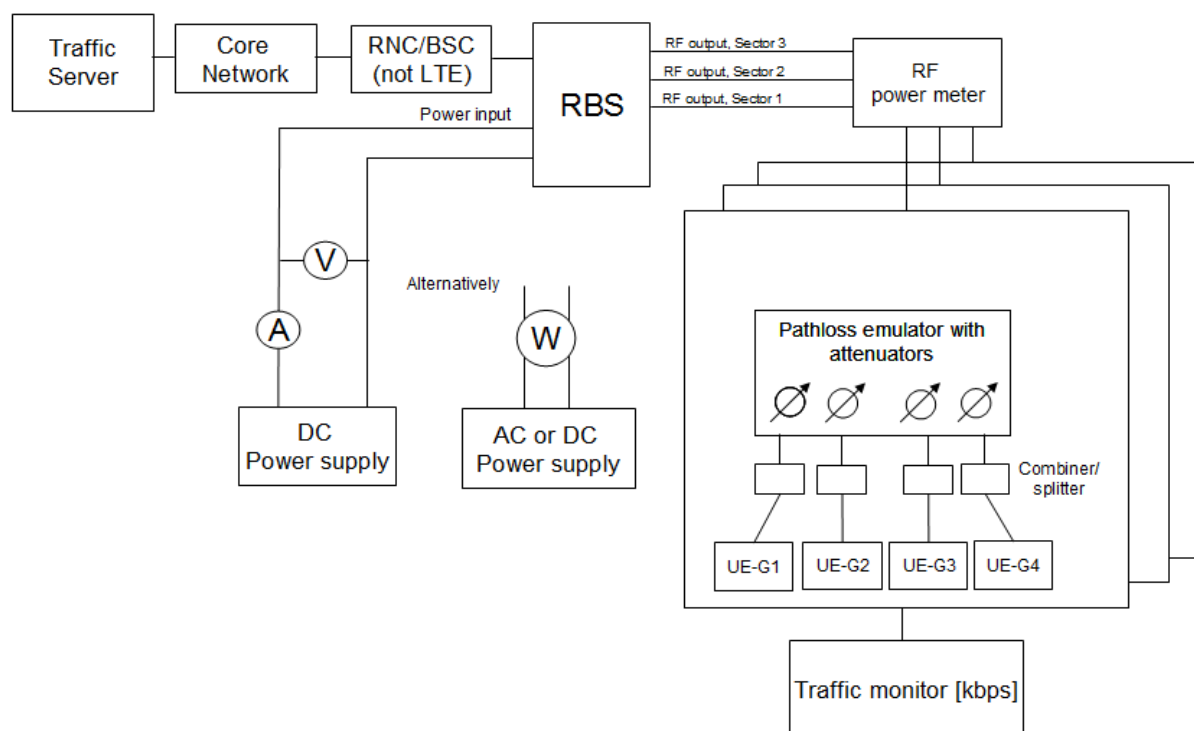 Traffic
Server
Core
Network
RNC/BSC
(not LTE)
RBS
RF output, Sector 3
RF output, Sector 2
RF output, Sector 1
RF
power meter
Power input
V
A
Alternatively
W
DC
Power supply
AC or DC
Power supply
Pathloss emulator with
attenuators
Combiner/
splitter
UE-G1
UE-G2
UE-G3
UE-G4
Traffic monitor [kbps]